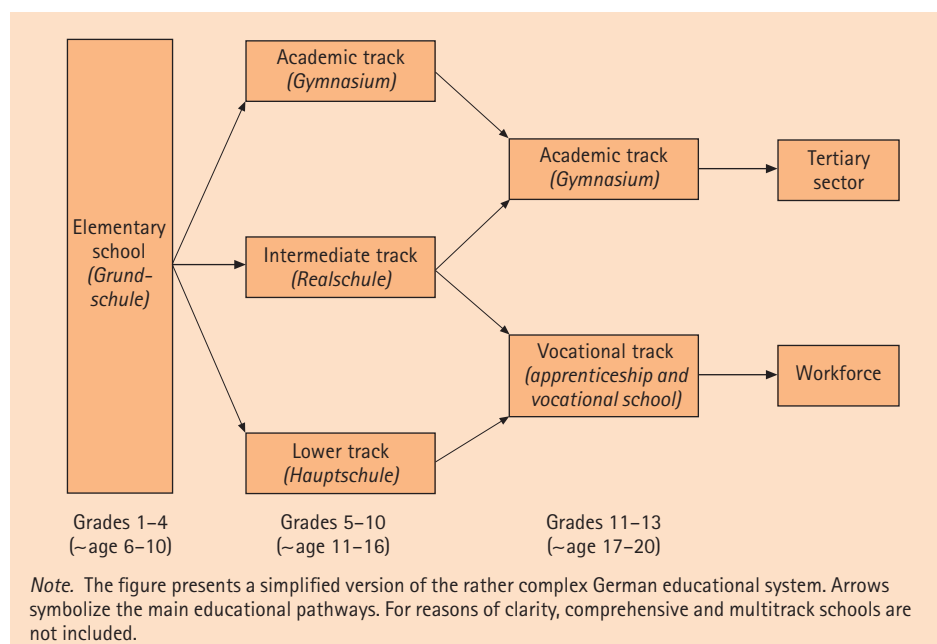 Elementary
school
(Grund-
schule)
Academic track
(Gymnasium)
Intermediate track
(Realschule)
Lower track
(Hauptschule)
Academic track
(Gymnasium)
Vocational track
(apprenticeship and
vocational school)
Tertiary
sector
Workforce
Grades 1–4
(~age 6–10)
Grades 5–10
(~age 11–16)
Grades 11–13
(~age 17–20)
Note. The figure presents a simplified version of the rather complex German educational system. Arrows
symbolize the main educational pathways. For reasons of clarity, comprehensive and multitrack schools are
not included.